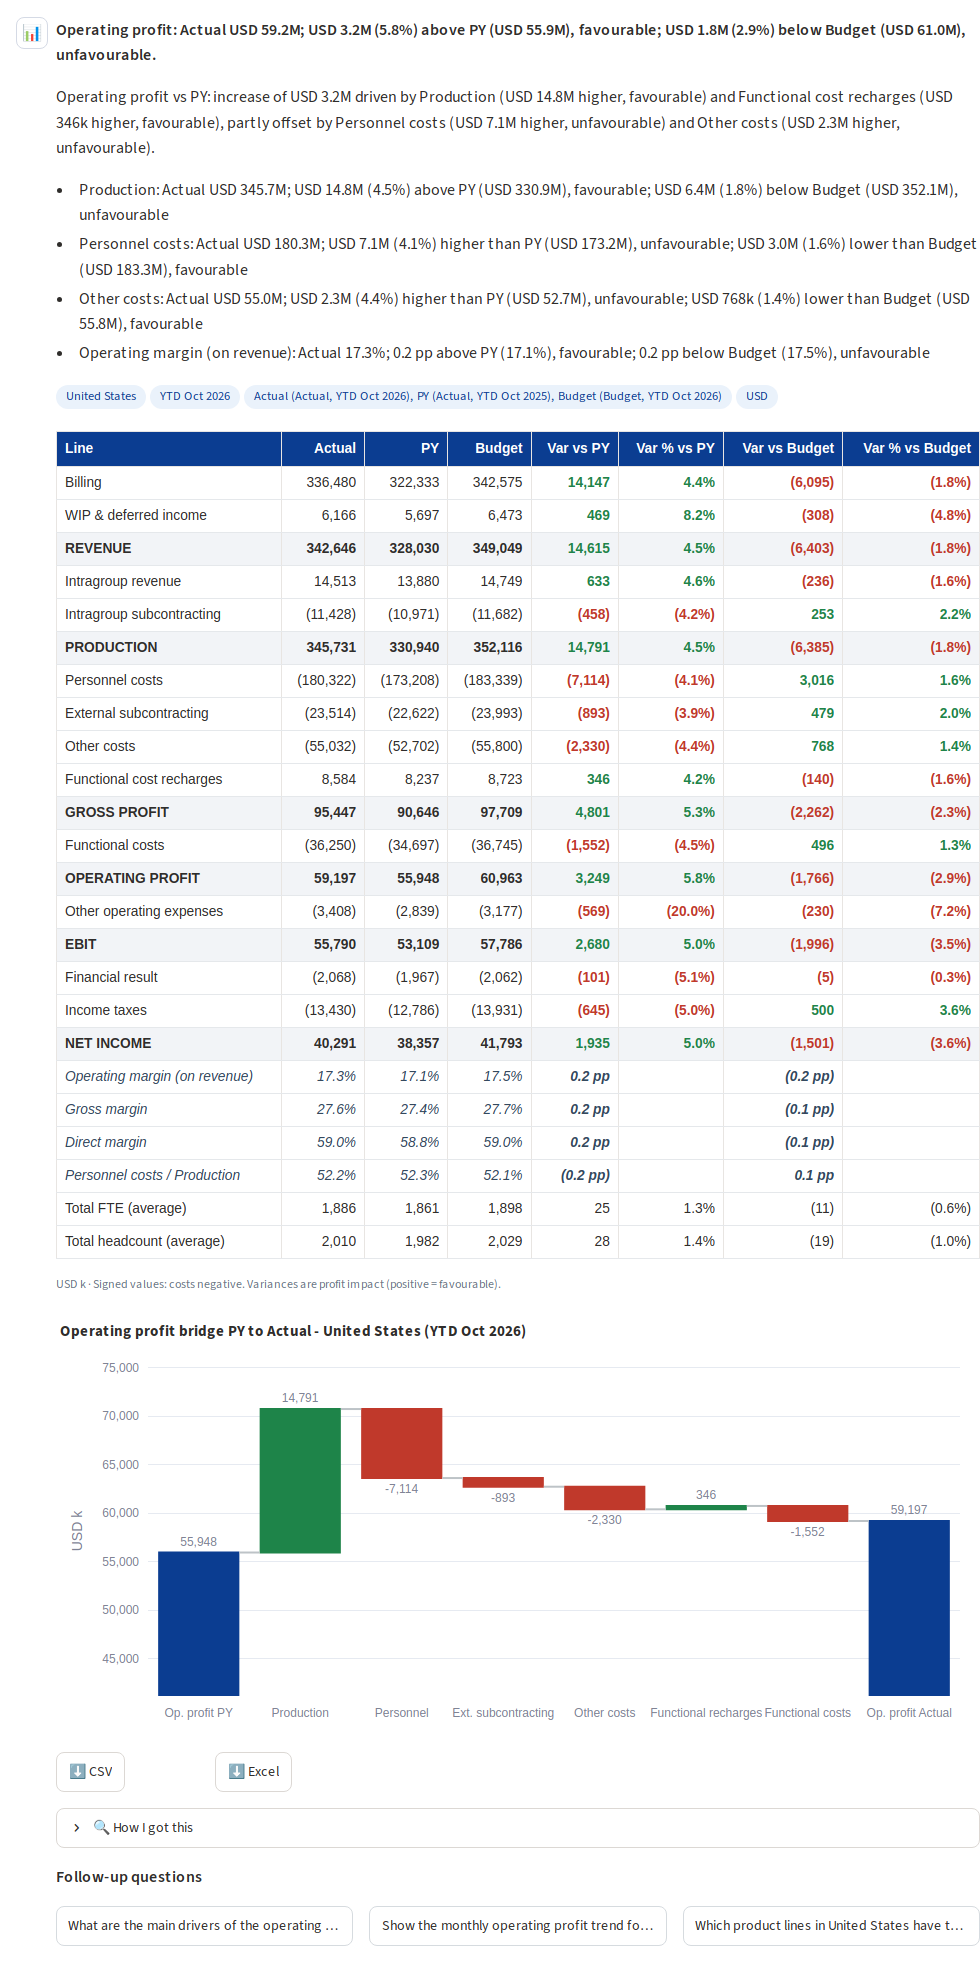 Operating profit: Actual USD 59.2M; USD 3.2M (5.8%) above PY (USD 55.9M), favourable; USD 1.8M (2.9%) below Budget (USD 61.0M),
unfavourable.
Operating profit vs PY: increase of USD 3.2M driven by Production (USD 14.8M higher, favourable) and Functional cost recharges (USD
346k higher, favourable), partly offset by Personnel costs (USD 7.1M higher, unfavourable) and Other costs (USD 2.3M higher,
unfavourable).
• Production: Actual USD 345.7M; USD 14.8M (4.5%) above PY (USD 330.9M), favourable; USD 6.4M (1.8%) below Budget (USD 352.1M),
unfavourable
• Personnel costs: Actual USD 180.3M; USD 7.1M (4.1%) higher than PY (USD 173.2M), unfavourable; USD 3.0M (1.6%) lower than Budget
(USD 183.3M), favourable
• Other costs: Actual USD 55.0M; USD 2.3M (4.4%) higher than PY (USD 52.7M), unfavourable; USD 768k (1.4%) lower than Budget (USD
55.8M), favourable
• Operating margin (on revenue): Actual 17.3%; 0.2 pp above PY (17.1%), favourable; 0.2 pp below Budget (17.5%), unfavourable
United States YTD Oct 2026 Actual (Actual, YTD Oct 2026), PY (Actual, YTD Oct 2025), Budget (Budget, YTD Oct 2026) USD
Line Actual PY Budget Var vs PY Var % vs PY Var vs Budget Var % vs Budget
Billing 336,480 322,333 342,575 14,147 4.4% (6,095) (1.8%)
WIP & deferred income 6,166 5,697 6,473 469 8.2% (308) (4.8%)
REVENUE 342,646 328,030 349,049 14,615 4.5% (6,403) (1.8%)
Intragroup revenue 14,513 13,880 14,749 633 4.6% (236) (1.6%)
Intragroup subcontracting (11,428) (10,971) (11,682) (458) (4.2%) 253 2.2%
PRODUCTION 345,731 330,940 352,116 14,791 4.5% (6,385) (1.8%)
Personnel costs (180,322) (173,208) (183,339) (7,114) (4.1%) 3,016 1.6%
External subcontracting (23,514) (22,622) (23,993) (893) (3.9%) 479 2.0%
Other costs (55,032) (52,702) (55,800) (2,330) (4.4%) 768 1.4%
Functional cost recharges 8,584 8,237 8,723 346 4.2% (140) (1.6%)
GROSS PROFIT 95,447 90,646 97,709 4,801 5.3% (2,262) (2.3%)
Functional costs (36,250) (34,697) (36,745) (1,552) (4.5%) 496 1.3%
OPERATING PROFIT 59,197 55,948 60,963 3,249 5.8% (1,766) (2.9%)
Other operating expenses (3,408) (2,839) (3,177) (569) (20.0%) (230) (7.2%)
EBIT 55,790 53,109 57,786 2,680 5.0% (1,996) (3.5%)
Financial result (2,068) (1,967) (2,062) (101) (5.1%) (5) (0.3%)
Income taxes (13,430) (12,786) (13,931) (645) (5.0%) 500 3.6%
NET INCOME 40,291 38,357 41,793 1,935 5.0% (1,501) (3.6%)
Operating margin (on revenue) 17.3% 17.1% 17.5% 0.2 pp (0.2 pp)
Gross margin 27.6% 27.4% 27.7% 0.2 pp (0.1 pp)
Direct margin 59.0% 58.8% 59.0% 0.2 pp (0.1 pp)
Personnel costs / Production 52.2% 52.3% 52.1% (0.2 pp) 0.1 pp
Total FTE (average) 1,886 1,861 1,898 25 1.3% (11) (0.6%)
Total headcount (average) 2,010 1,982 2,029 28 1.4% (19) (1.0%)
USD k · Signed values: costs negative. Variances are profit impact (positive = favourable).
Operating profit bridge PY to Actual - United States (YTD Oct 2026)
75,000
70,000
65,000
60,000
55,000
50,000
45,000
USD k
55,948
14,791
-7,114
-893
-2,330
346
-1,552
59,197
Op. profit PY Production Personnel Ext. subcontracting Other costs Functional recharges Functional costs Op. profit Actual
CSV Excel
How I got this
Follow-up questions
What are the main drivers of the operating … Show the monthly operating profit trend fo… Which product lines in United States have t…